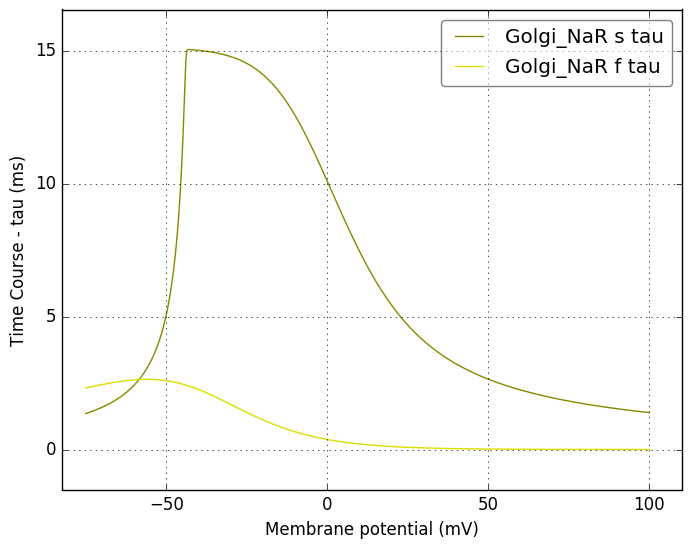 Golgi_NaR s tau
Golgi_NaR f tau
15
10
5
0
Time Course - tau (ms)
−50
0
50
100
Membrane potential (mV)